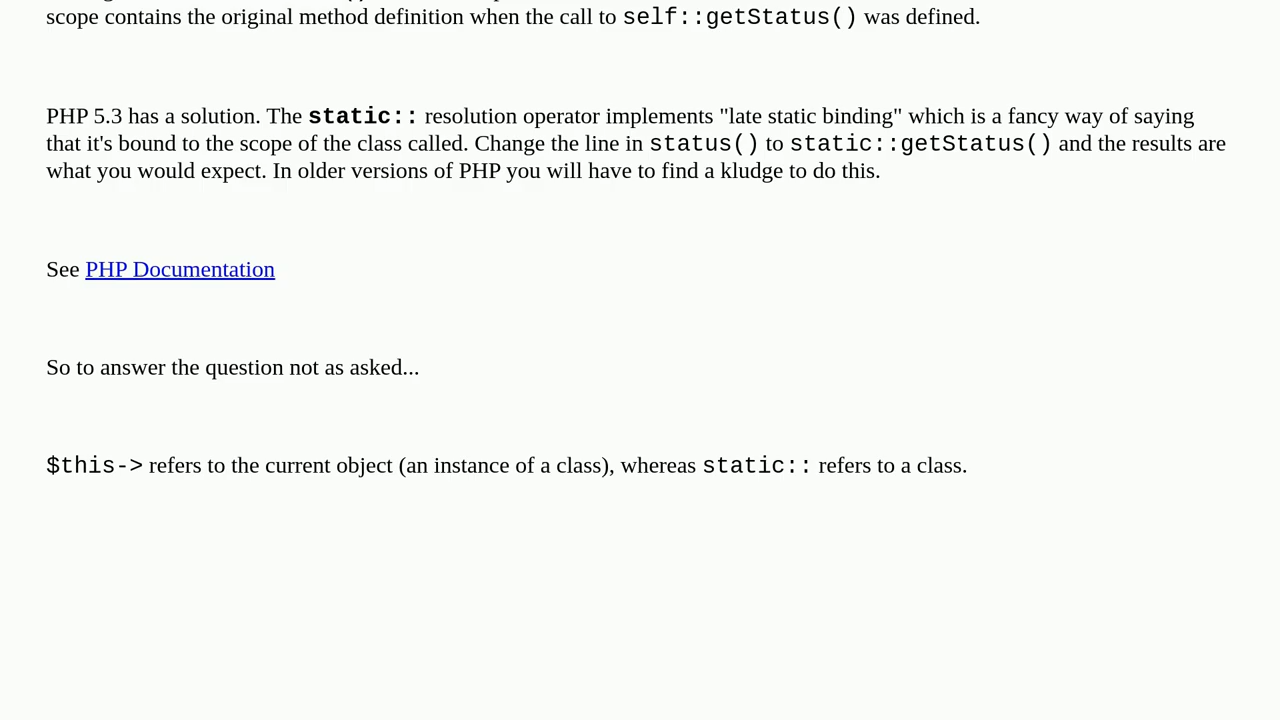 scope contains the original method definition when the call to self::getStatus() was defined.
PHP 5.3 has a solution. The static:: resolution operator implements "late static binding" which is a fancy way of saying
that it's bound to the scope of the class called. Change the line in status() to static::getStatus() and the results are
what you would expect. In older versions of PHP you will have to find a kludge to do this.
See PHP Documentation
So to answer the question not as asked...
$this-> refers to the current object (an instance of a class), whereas static:: refers to a class.